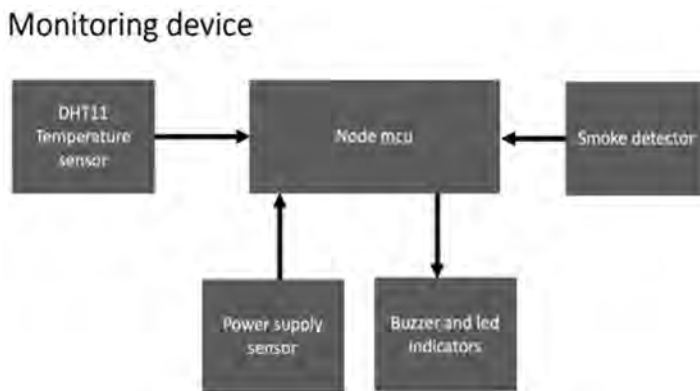 Monitoring device
DHT11
Temperature
sensor
Node mcu
Smoke detector
Power supply
sensor
Buzzer and led
indicators